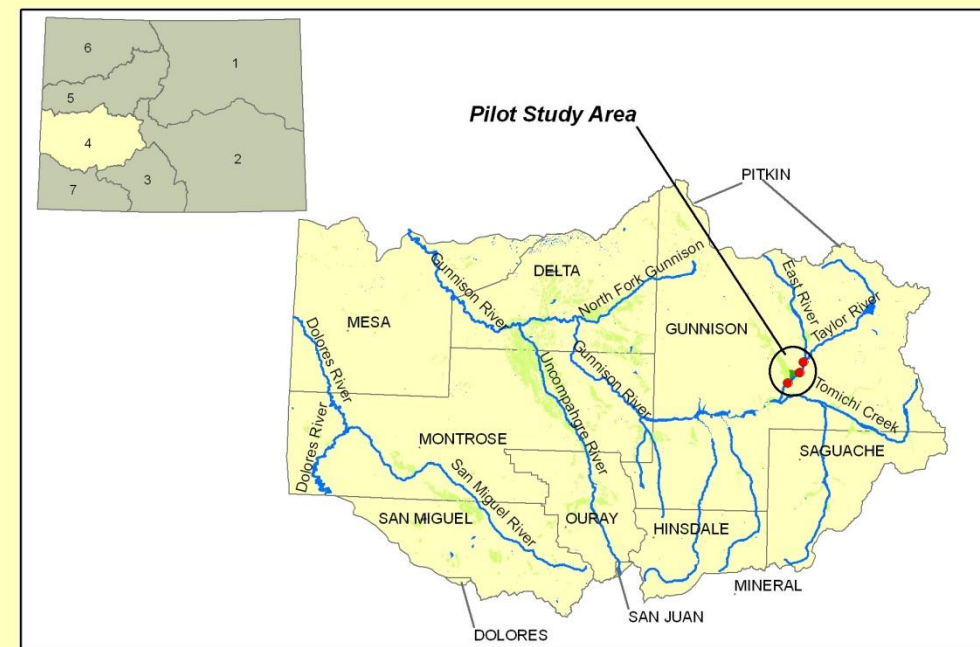 6
1
5
4
2
3
7
Pilot Study Area
PITKIN
Gunnison River
DELTA
North Fork Gunnison
East River
Taylor River
MESA
GUNNISON
Dolores River
Uncompahgre River
Gunnison River
Tomichi Creek
Dolores River
MONTROSE
San Miguel River
SAGUACHE
SAN MIGUEL
OURAY
HINSDALE
MINERAL
SAN JUAN
DOLORES